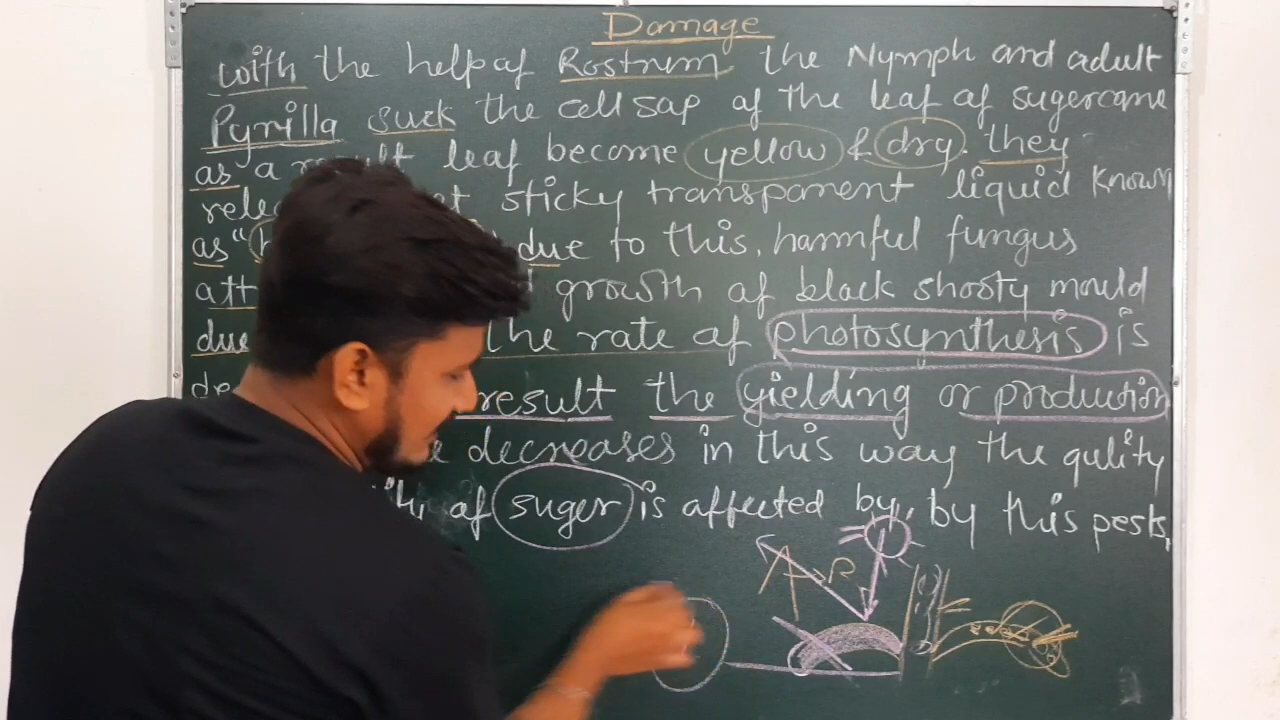 Damage
with the help of Rostrum the Nymph and adult
Pyrilla suck the cell sap of the leaf of sugercane
as a result leaf become yellow & dry. they
sticky transparent liquid known
as " due to this, harmful fungus
growth of black shooty mould
due the rate of photosynthesis is
result the yielding or production
decreases in this way the qulity
of suger is affected by, by this pests,